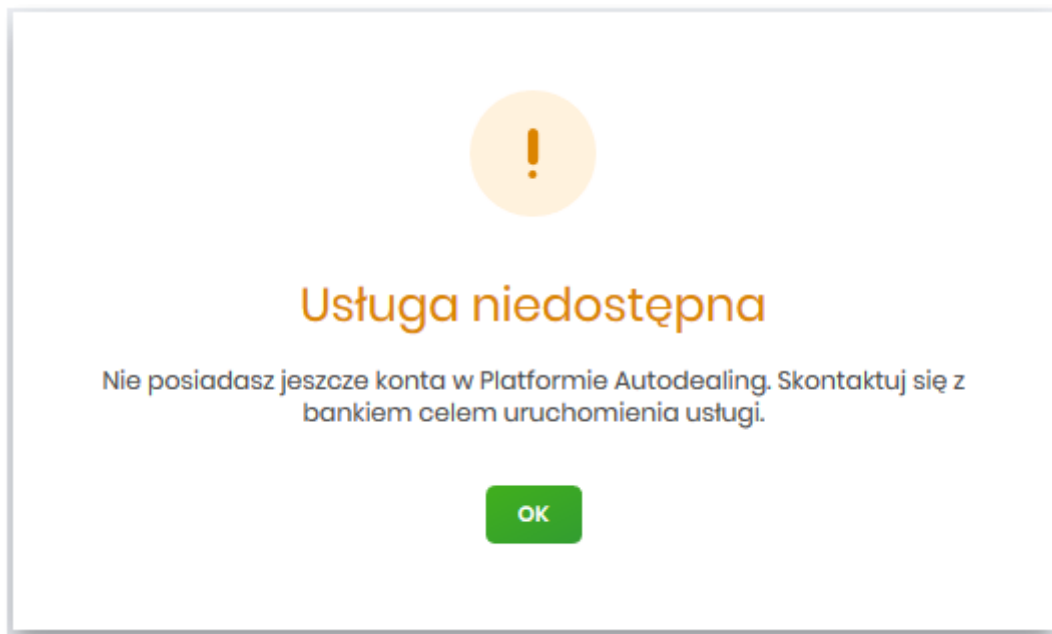 !
Usługa niedostępna
Nie posiadasz jeszcze konta w Platformie Autodealing. Skontaktuj się z
bankiem celem uruchomienia usługi.
OK